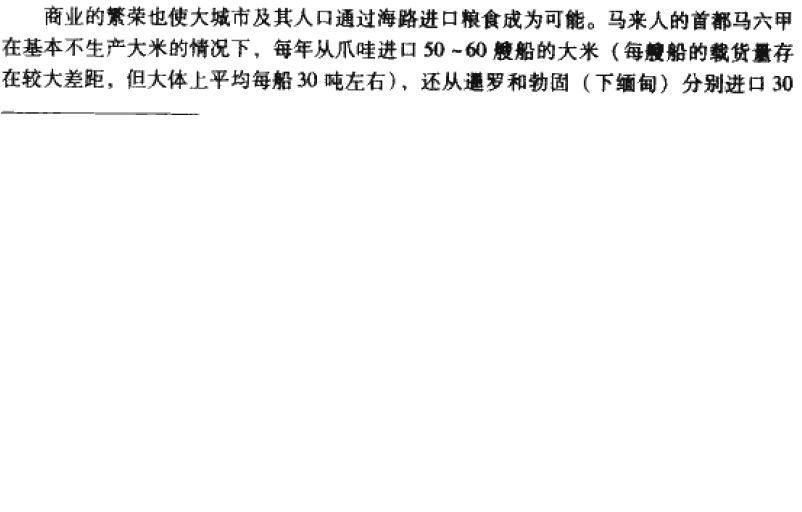 商业的繁荣也使大城市及其人口通过海路进口粮食成为可能。马来人的首都马六甲
在基本不生产大米的情况下，每年从爪哇进口 50 ~ 60 艘船的大米（每艘船的载货量存
在较大差距，但大体上平均每船 30 吨左右），还从暹罗和勃固（下缅甸）分别进口 30